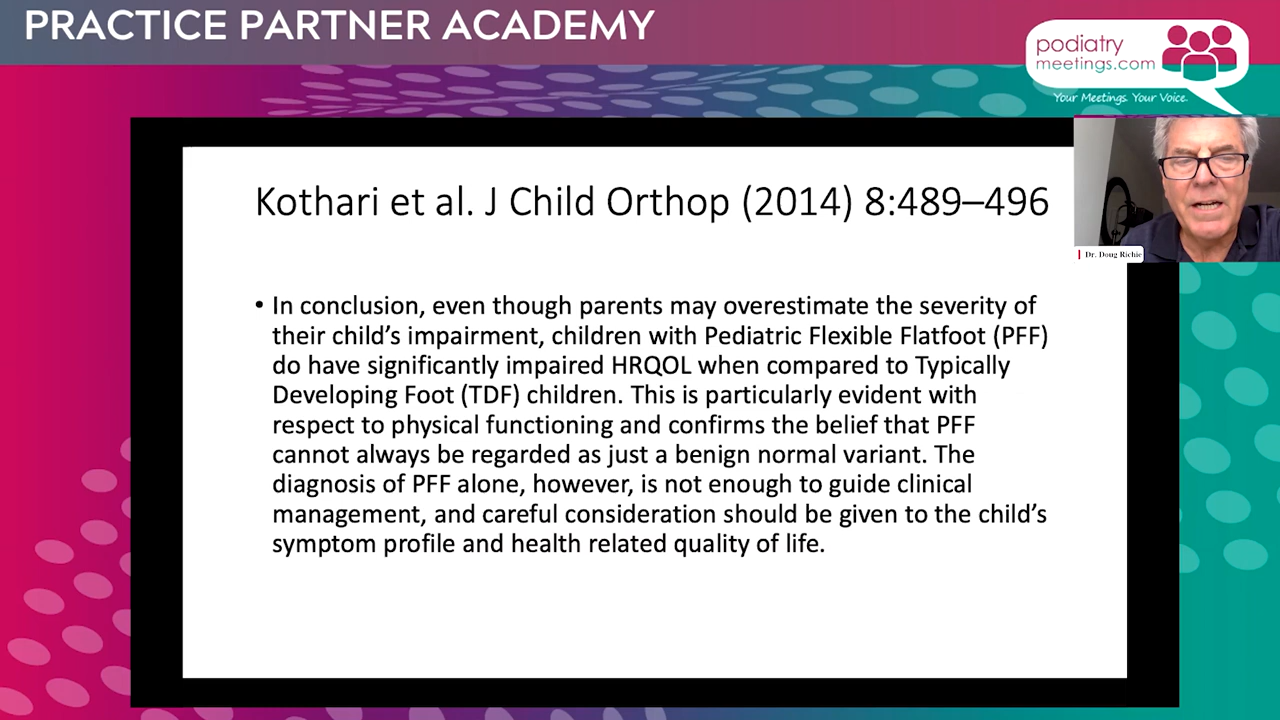 PRACTICE PARTNER ACADEMY
podiatry
meetings.com
Your Meetings. Your Voice.
Dr. Doug Richie
Kothari et al. J Child Orthop (2014) 8:489–496
• In conclusion, even though parents may overestimate the severity of
their child’s impairment, children with Pediatric Flexible Flatfoot (PFF)
do have significantly impaired HRQOL when compared to Typically
Developing Foot (TDF) children. This is particularly evident with
respect to physical functioning and confirms the belief that PFF
cannot always be regarded as just a benign normal variant. The
diagnosis of PFF alone, however, is not enough to guide clinical
management, and careful consideration should be given to the child’s
symptom profile and health related quality of life.